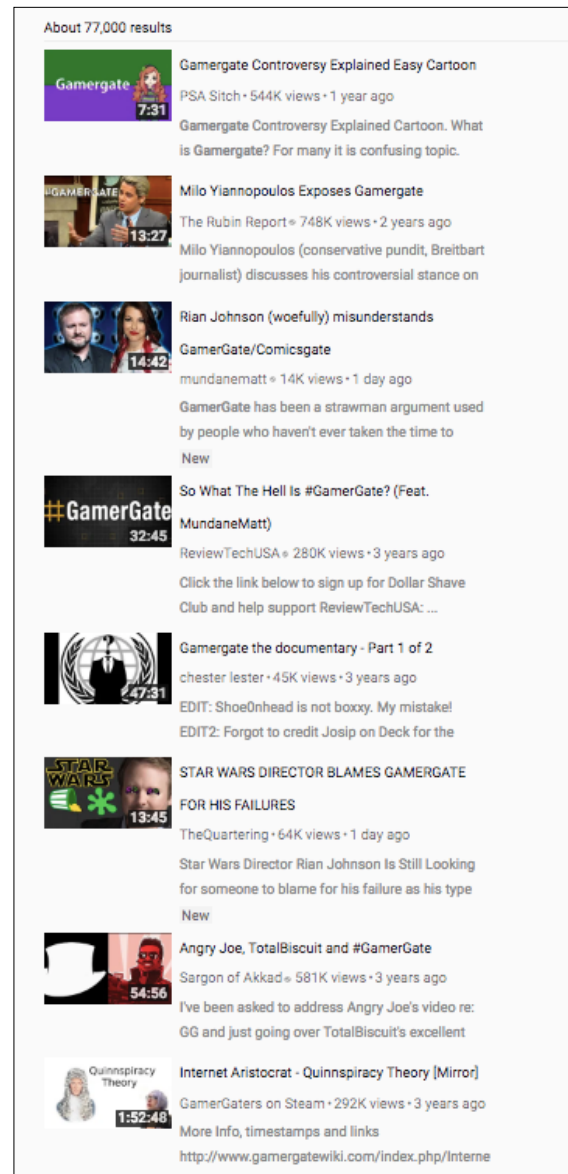 About 77,000 results
Gamergate
7:31
Gamergate Controversy Explained Easy Cartoon
PSA Sitch • 544K views • 1 year ago
Gamergate Controversy Explained Cartoon. What
is Gamergate? For many it is confusing topic.
#GAMERGATE
13:27
Milo Yiannopoulos Exposes Gamergate
The Rubin Report • 748K views • 2 years ago
Milo Yiannopoulos (conservative pundit, Breitbart
journalist) discusses his controversial stance on
14:42
Rian Johnson (woefully) misunderstands
GamerGate/Comicsgate
mundanematt • 14K views • 1 day ago
GamerGate has been a strawman argument used
by people who haven't ever taken the time to
New
#GamerGate
32:45
So What The Hell Is #GamerGate? (Feat.
MundaneMatt)
ReviewTechUSA • 280K views • 3 years ago
Click the link below to sign up for Dollar Shave
Club and help support ReviewTechUSA: ...
47:31
Gamergate the documentary - Part 1 of 2
chester lester • 45K views • 3 years ago
EDIT: Shoe0nhead is not boxxy. My mistake!
EDIT2: Forgot to credit Josip on Deck for the
STAR
WARS
13:45
STAR WARS DIRECTOR BLAMES GAMERGATE
FOR HIS FAILURES
TheQuartering • 64K views • 1 day ago
Star Wars Director Rian Johnson Is Still Looking
for someone to blame for his failure as his type
New
54:56
Angry Joe, TotalBiscuit and #GamerGate
Sargon of Akkad • 581K views • 3 years ago
I've been asked to address Angry Joe's video re:
GG and just going over TotalBiscuit's excellent
Quinnspiracy
Theory
1:52:48
Internet Aristocrat - Quinnspiracy Theory [Mirror]
GamerGaters on Steam • 292K views • 3 years ago
More Info, timestamps and links
http://www.gamergatewiki.com/index.php/Interne